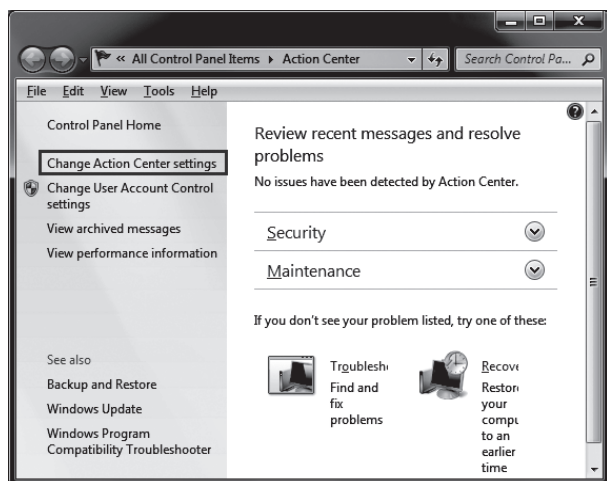 « All Control Panel Items ▸ Action Center
Search Control Pa...
File Edit View Tools Help
Control Panel Home
Change Action Center settings
Change User Account Control
settings
View archived messages
View performance information
See also
Backup and Restore
Windows Update
Windows Program
Compatibility Troubleshooter
Review recent messages and resolve
problems
No issues have been detected by Action Center.
Security
Maintenance
If you don't see your problem listed, try one of these:
Troublesh
Find and
fix
problems
Recove
Restore
your
compu
to an
earlier
time